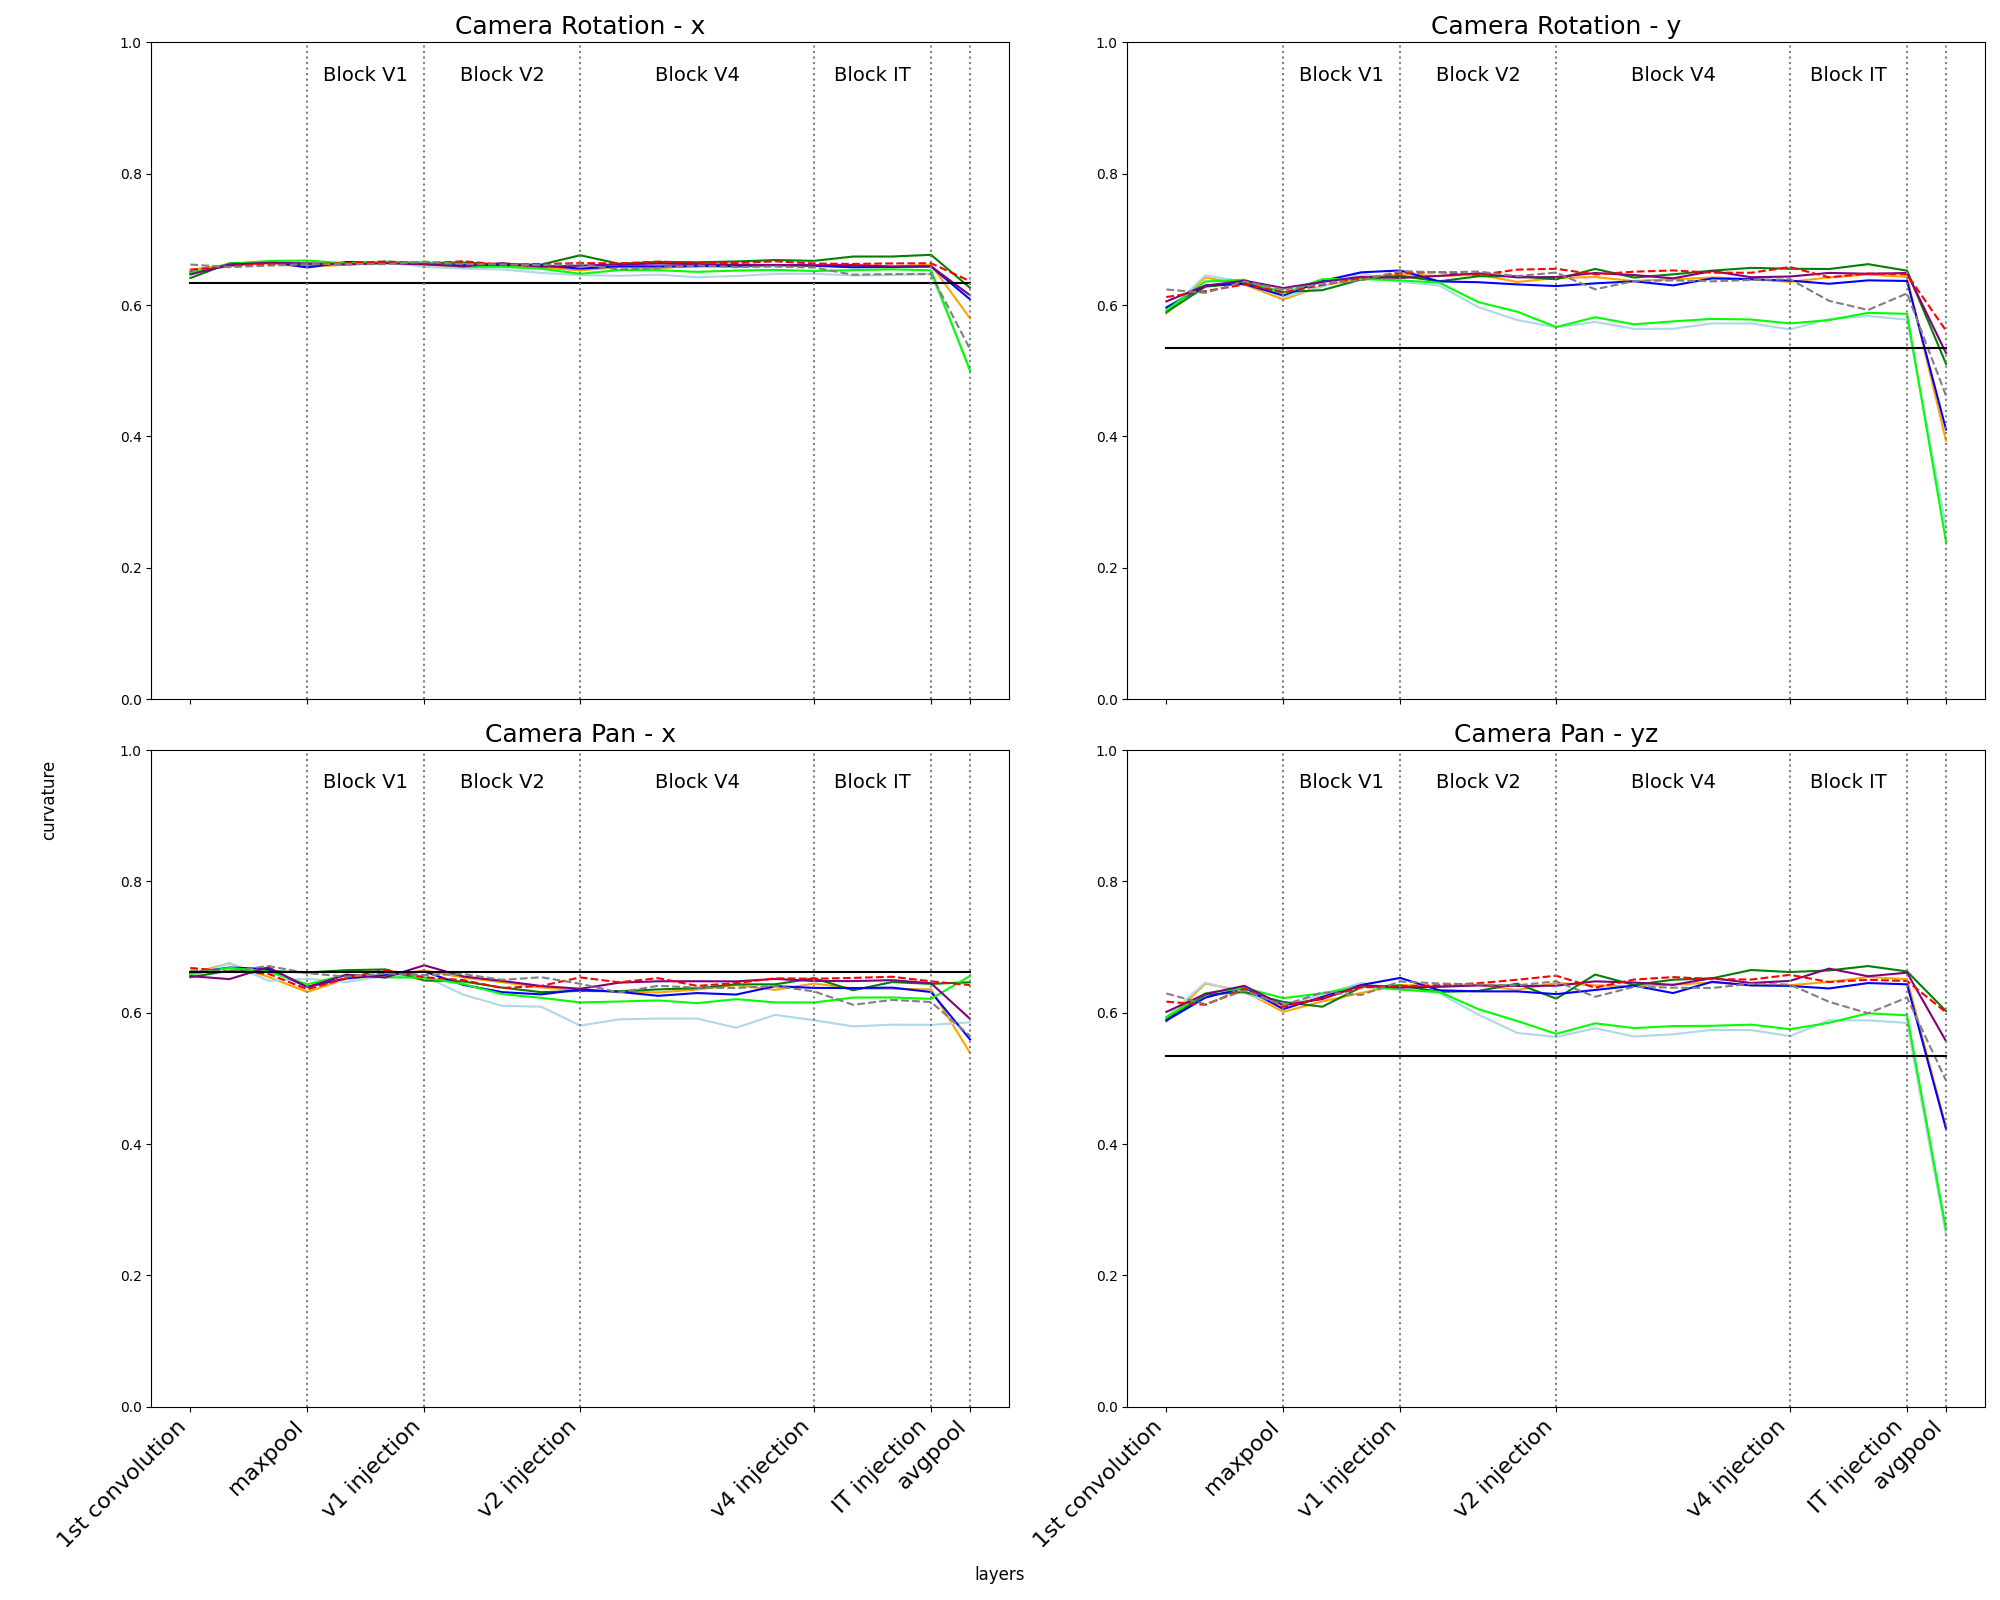 Camera Rotation - x
1.0
Block V1 Block V2 Block V4 Block IT
0.8
0.6
0.4
0.2
0.0
Camera Rotation - y
1.0
Block V1 Block V2 Block V4 Block IT
0.8
0.6
0.4
0.2
0.0
curvature
Camera Pan - x
1.0
Block V1 Block V2 Block V4 Block IT
0.8
0.6
0.4
0.2
0.0
1st convolution
maxpool
v1 injection
v2 injection
v4 injection
IT injection
avgpool
Camera Pan - yz
1.0
Block V1 Block V2 Block V4 Block IT
0.8
0.6
0.4
0.2
0.0
1st convolution
maxpool
v1 injection
v2 injection
v4 injection
IT injection
avgpool
layers